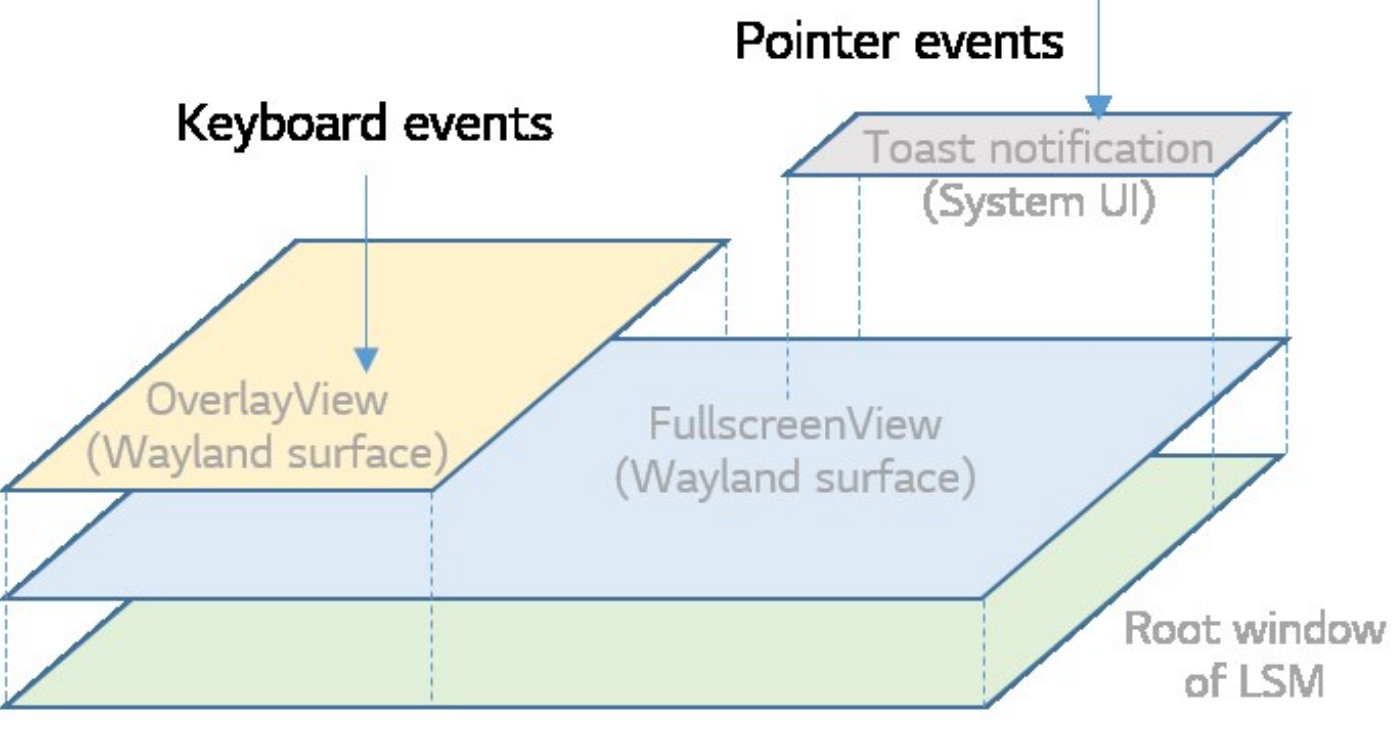 Pointer events
Keyboard events
Toast notification
(System UI)
OverlayView
(Wayland surface)
FullscreenView
(Wayland surface)
Root window
of LSM